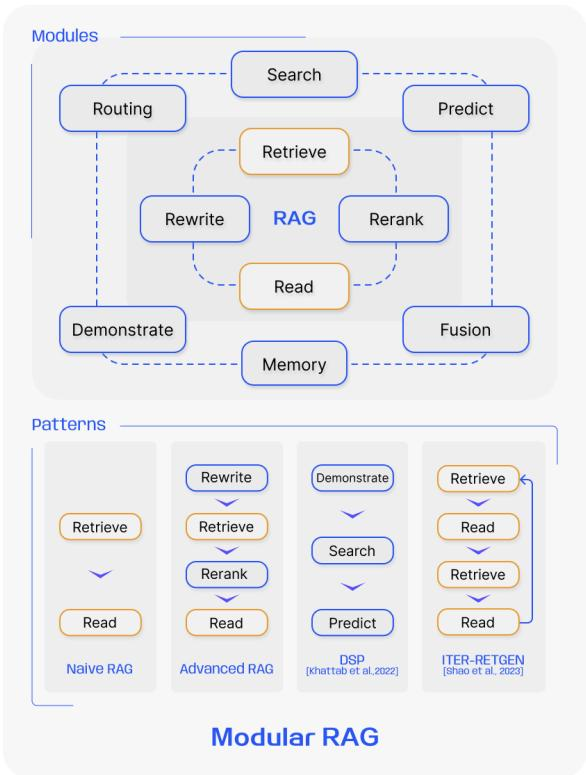 Modules
Search
Routing
Predict
Retrieve
Rewrite
RAG
Rerank
Read
Demonstrate
Fusion
Memory
Patterns
Retrieve
Read
Naive RAG
Rewrite
Retrieve
Rerank
Read
Advanced RAG
Demonstrate
Search
Predict
DSP
[Khattab et al.,2022]
Retrieve
Read
Retrieve
Read
ITER-RETGEN
[Shao et al., 2023]
Modular RAG